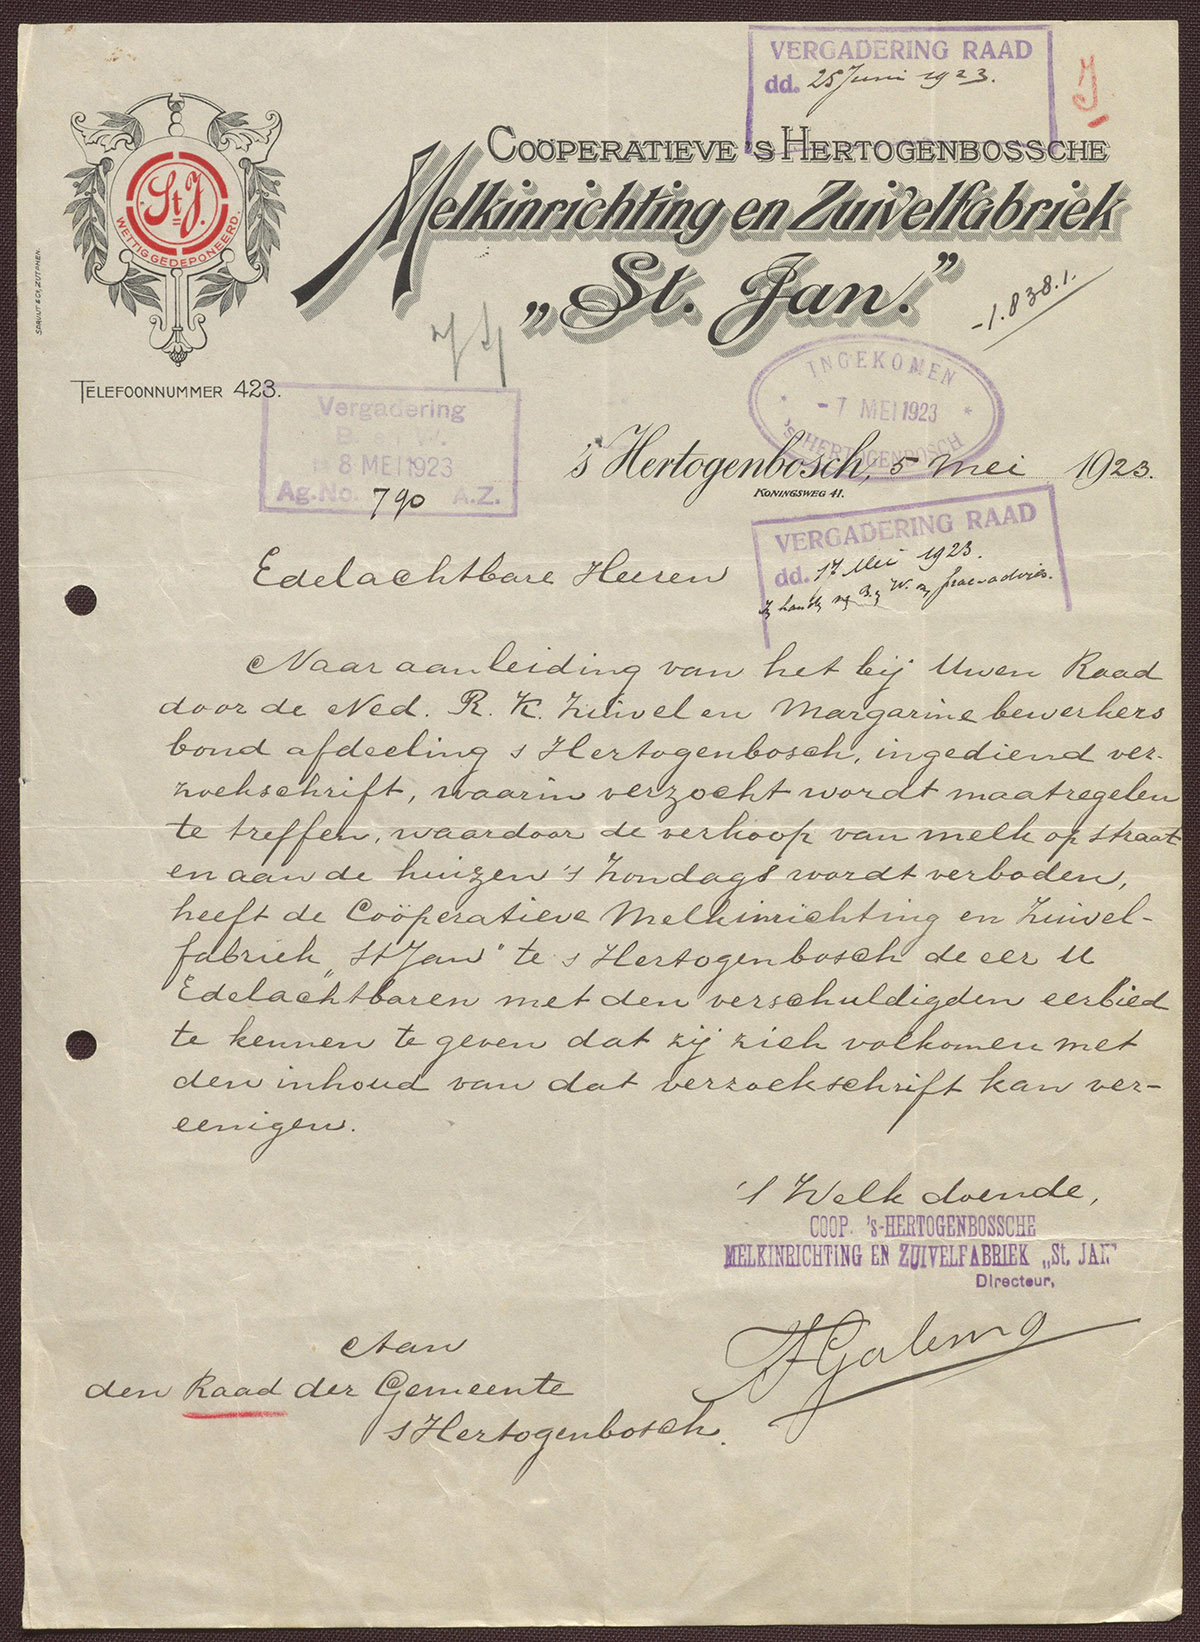 VERGADERING RAAD
dd. 25 Juni 1923.
COÖPERATIEVE 'S HERTOGENBOSSCHE
Melkinrichting en Zuivelfabriek
„St. Jan."
St. J.
WETTIG GEDEPONEERD.
SPRUIJT & Co, ZUTPHEN.
-1.838.1.
TELEFOONNUMMER 423.
INGEKOMEN
-7 MEI 1923
'S HERTOGENBOSCH
Vergadering
B. en W.
8 MEI 1923
Ag. No. 790 A.Z.
's Hertogenbosch, 5 Mei 1923.
KONINGSWEG 41.
VERGADERING RAAD
dd. 17 Mei 1923.
B. & W. praeadvies.
Edelachtbare Heeren
Naar aanleiding van het bij Uwen Raad
door de Ned. R. K. Zuivel en Margarinebewerkers
bond afdeeling s Hertogenbosch, ingediend ver-
zoekschrift, waarin verzocht wordt maatregelen
te treffen, waardoor de verkoop van melk op straat
en aan de huizen 's Zondags wordt verboden,
heeft de Coöperatieve Melkinrichting en Zuivel-
fabriek „St Jan" te s Hertogenbosch de eer U
Edelachtbaren met den verschuldigden eerbied
te kennen te geven dat zij zich volkomen met
den inhoud van dat verzoekschrift kan ver-
eenigen.
't Welk doende,
COOP. 's-HERTOGENBOSSCHE
MELKINRICHTING EN ZUIVELFABRIEK „St. JAN"
Directeur,
Aan
den Raad der Gemeente
s Hertogenbosch.